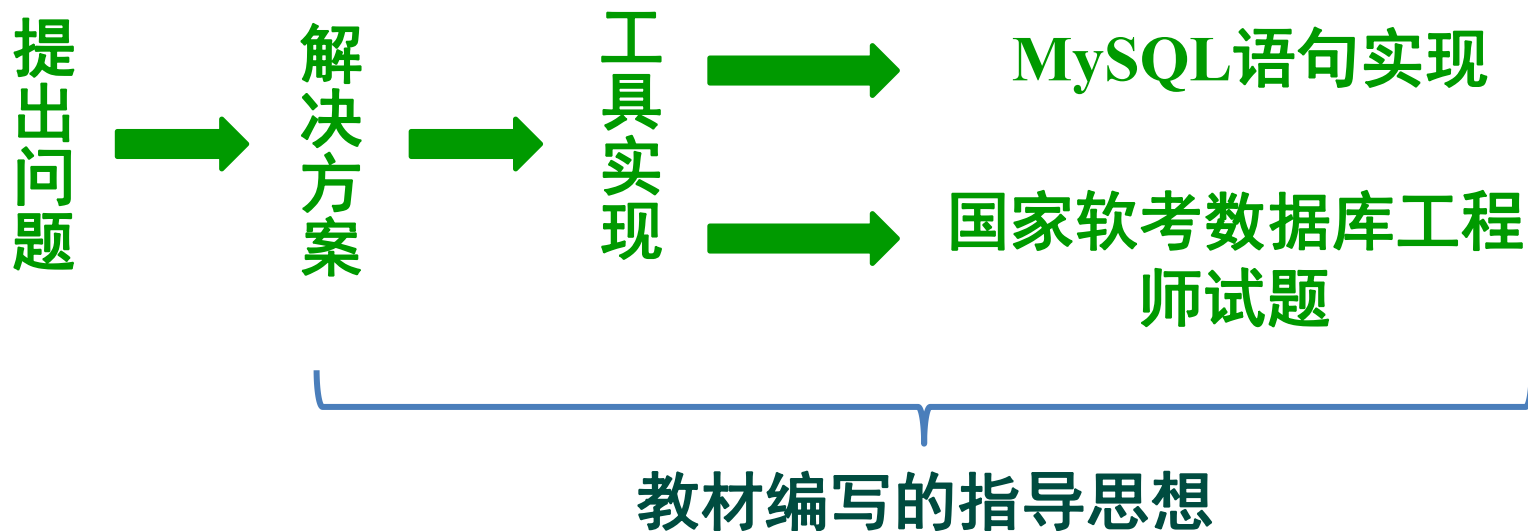 提出问题
解决方案
工具实现
MySQL语句实现
国家软考数据库工程
师试题
教材编写的指导思想